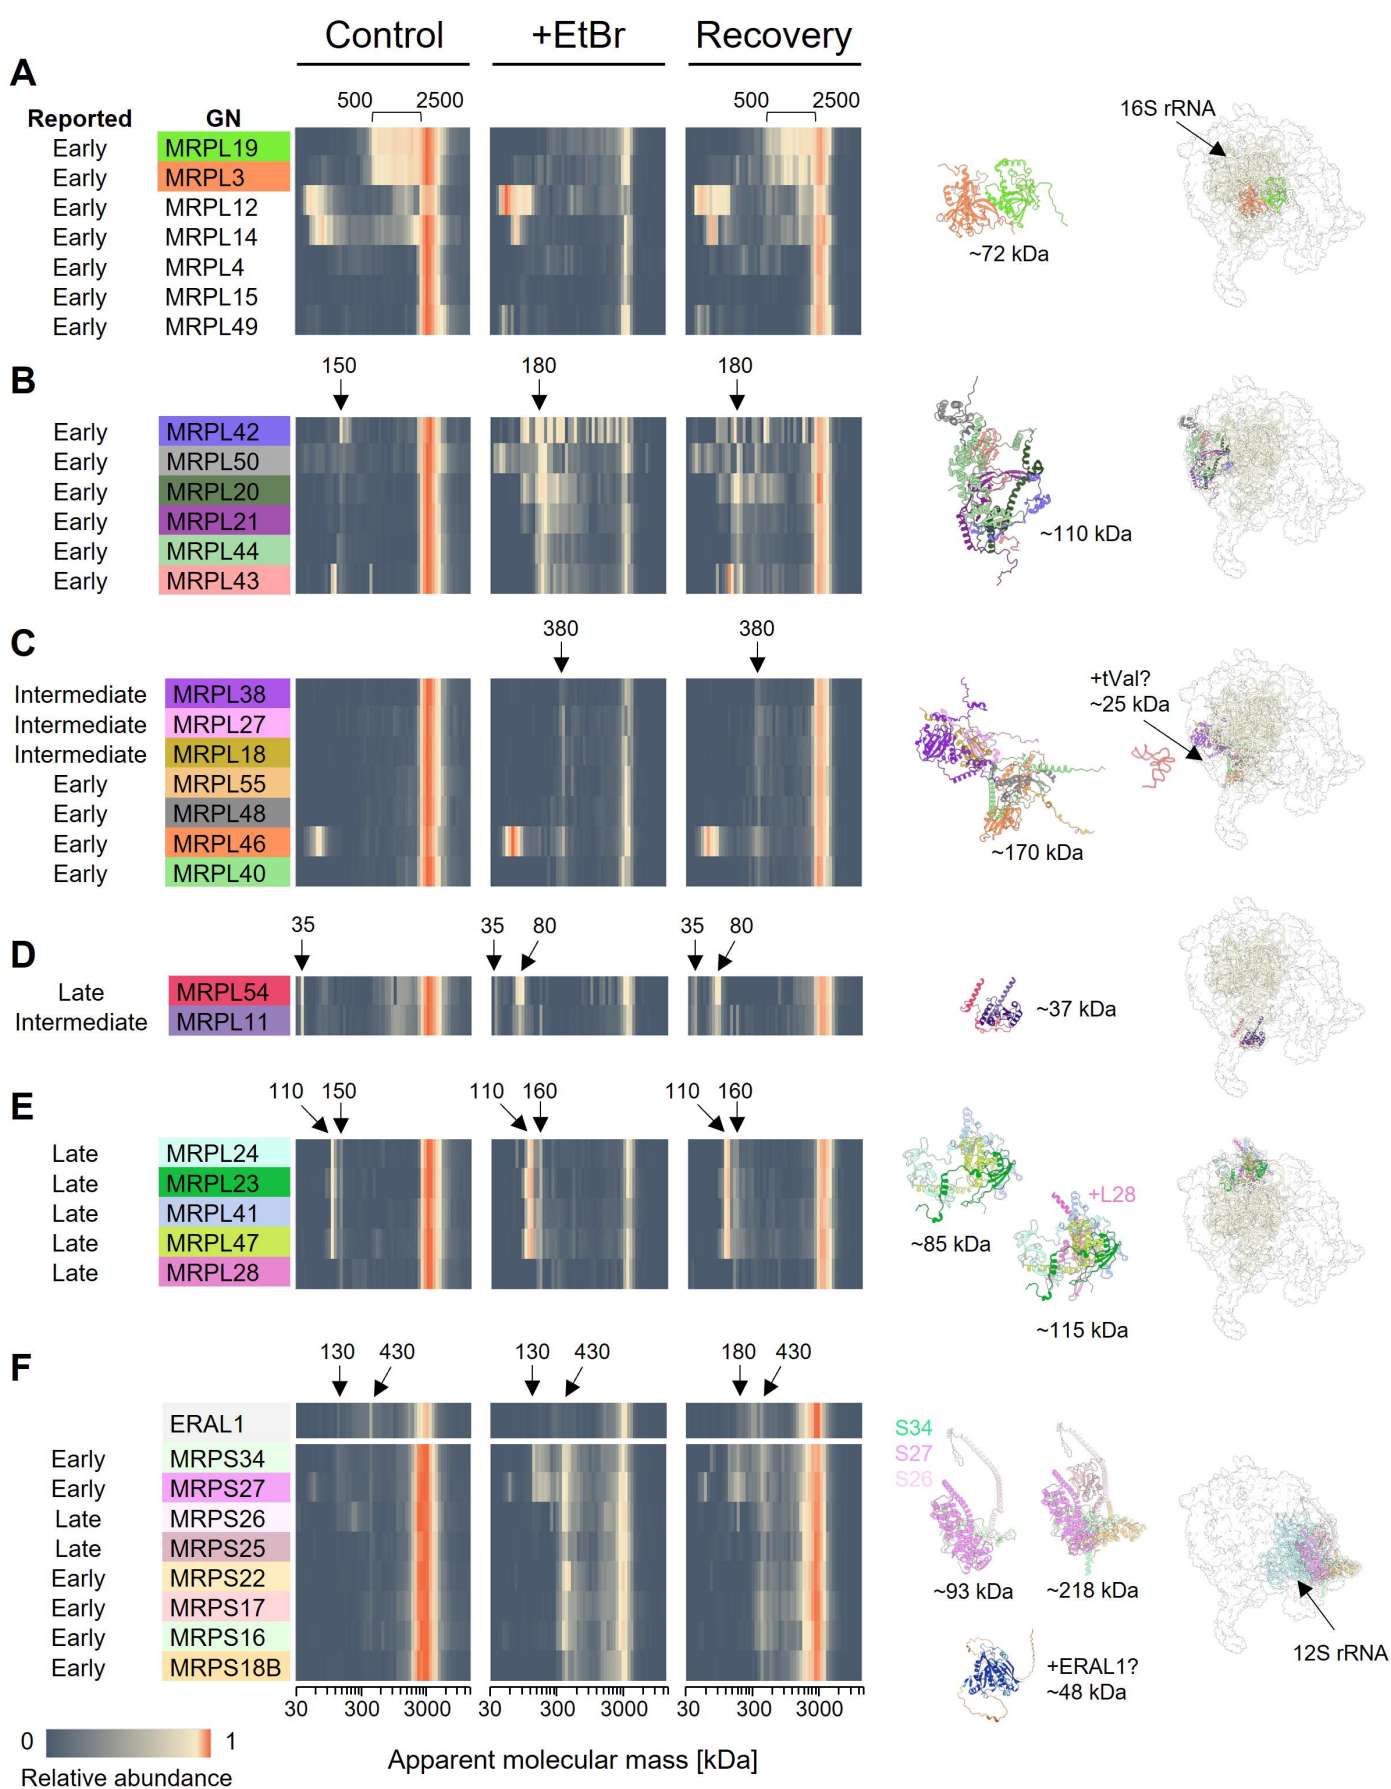 Control +EtBr Recovery
A
500 2500 500 2500
Reported GN
Early MRPL19
Early MRPL3
Early MRPL12
Early MRPL14
Early MRPL4
Early MRPL15
Early MRPL49
~72 kDa
16S rRNA
B
150 180 180
Early MRPL42
Early MRPL50
Early MRPL20
Early MRPL21
Early MRPL44
Early MRPL43
~110 kDa
C
380 380
Intermediate MRPL38
Intermediate MRPL27
Intermediate MRPL18
Early MRPL55
Early MRPL48
Early MRPL46
Early MRPL40
~170 kDa
+tVal?
~25 kDa
D
35 35 80 35 80
Late MRPL54
Intermediate MRPL11
~37 kDa
E
110 150 110 160 110 160
Late MRPL24
Late MRPL23
Late MRPL41
Late MRPL47
Late MRPL28
~85 kDa
+L28
~115 kDa
F
130 430 130 430 180 430
ERAL1
Early MRPS34
Early MRPS27
Late MRPS26
Late MRPS25
Early MRPS22
Early MRPS17
Early MRPS16
Early MRPS18B
S34
S27
S26
~93 kDa
~218 kDa
+ERAL1?
~48 kDa
12S rRNA
30 300 3000 30 300 3000 30 300 3000
Apparent molecular mass [kDa]
0 1
Relative abundance